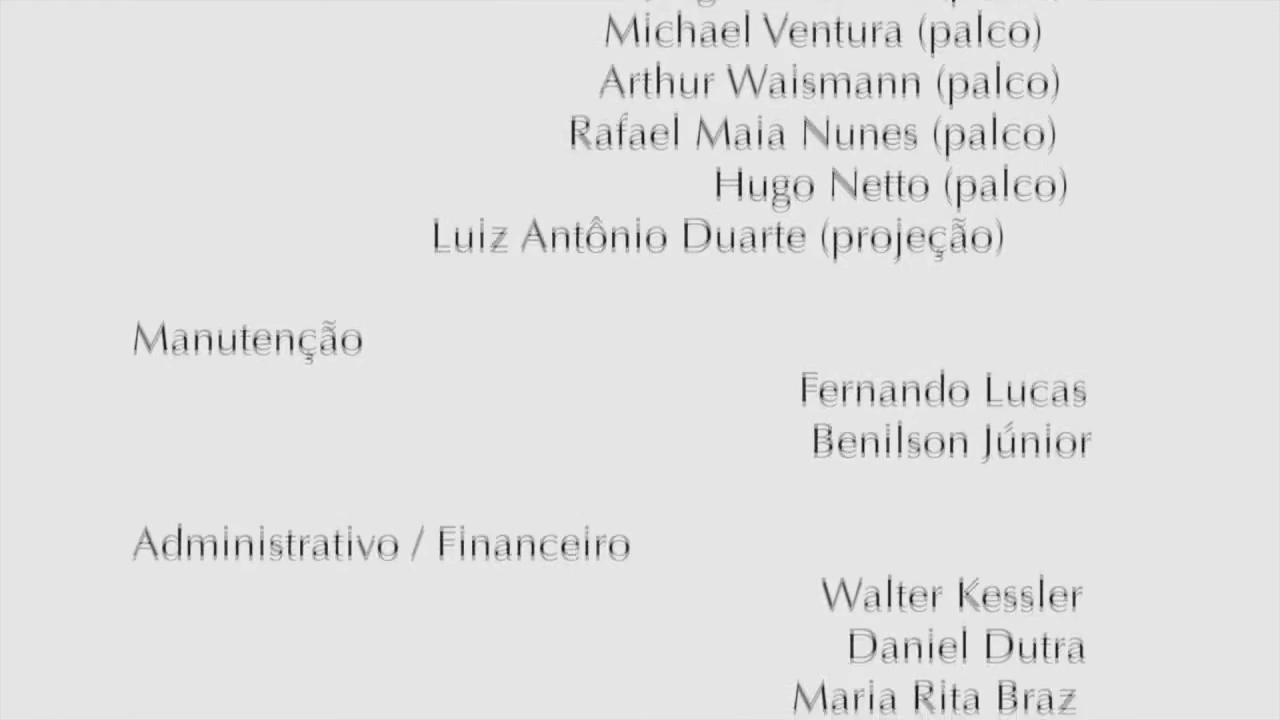 Michael Ventura (palco)
Arthur Waismann (palco)
Rafael Maia Nunes (palco)
Hugo Netto (palco)
Luiz Antônio Duarte (projeção)
Manutenção
Fernando Lucas
Benilson Júnior
Administrativo / Financeiro
Walter Kessler
Daniel Dutra
Maria Rita Braz